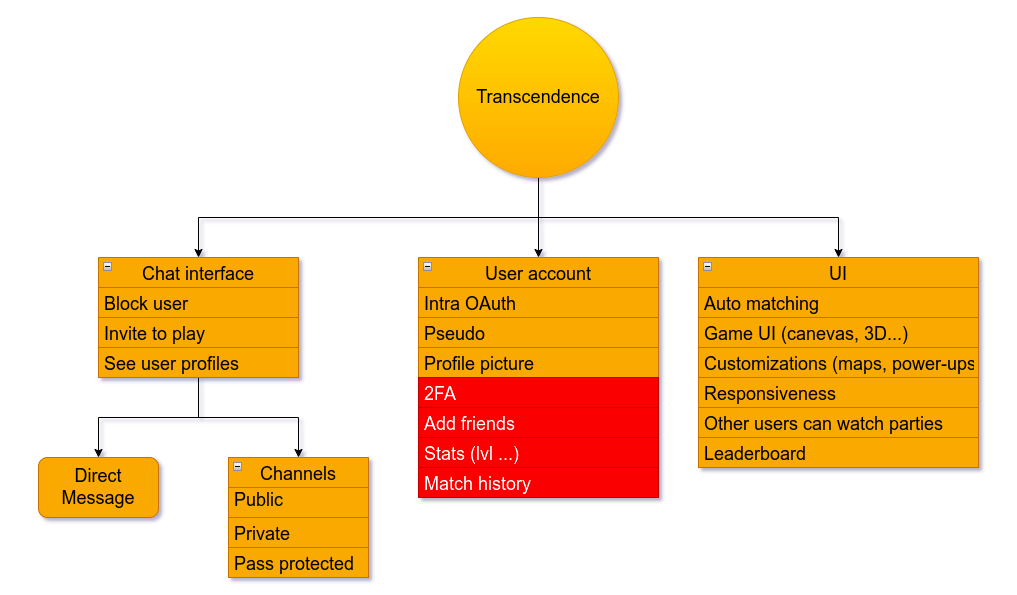 Transcendence
Chat interface
Block user
Invite to play
See user profiles
Direct
Message
Channels
Public
Private
Pass protected
User account
Intra OAuth
Pseudo
Profile picture
2FA
Add friends
Stats (lvl ...)
Match history
UI
Auto matching
Game UI (canevas, 3D...)
Customizations (maps, power-ups
Responsiveness
Other users can watch parties
Leaderboard